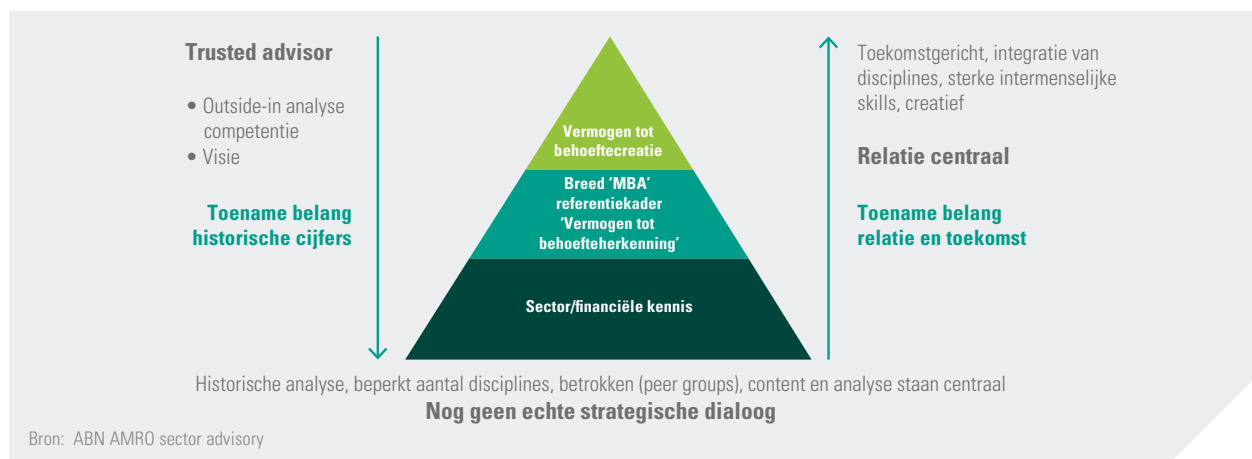 Trusted advisor
• Outside-in analyse
competentie
• Visie
Toename belang
historische cijfers
Vermogen tot
behoeftecreatie
Breed ‘MBA’
referentiekader
‘Vermogen tot
behoefteherkenning’
Sector/financiële kennis
Toekomstgericht, integratie van
disciplines, sterke intermenselijke
skills, creatief
Relatie centraal
Toename belang
relatie en toekomst
Historische analyse, beperkt aantal disciplines, betrokken (peer groups), content en analyse staan centraal
Nog geen echte strategische dialoog
Bron: ABN AMRO sector advisory